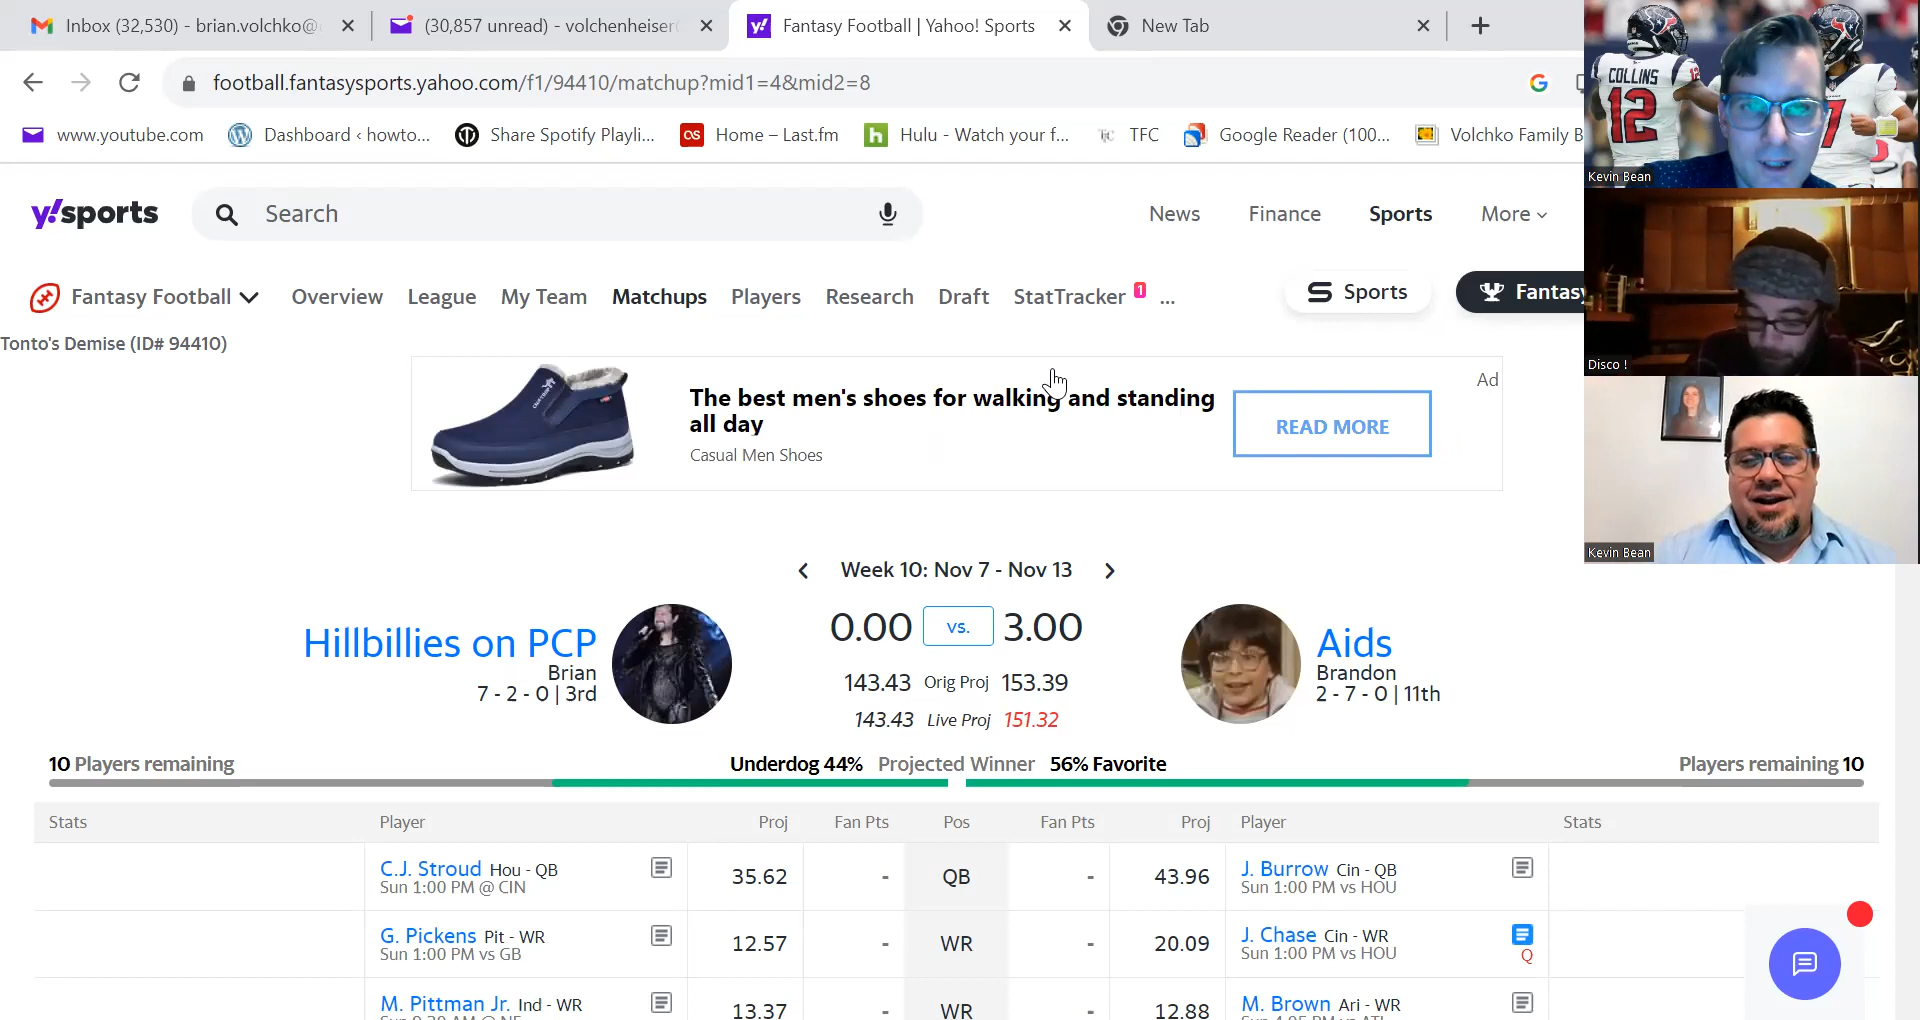 Inbox (32,530) - brian.volchko@
(30,857 unread) - volchenheiser
Fantasy Football | Yahoo! Sports
New Tab
football.fantasysports.yahoo.com/f1/94410/matchup?mid1=4&mid2=8
www.youtube.com
Dashboard ‹ howto...
Share Spotify Playli...
Home – Last.fm
Hulu - Watch your f...
TFC
Google Reader (100...
Volchko Family B
COLLINS
12
7
Kevin Bean
y!sports
Search
News
Finance
Sports
More
Fantasy Football
Overview
League
My Team
Matchups
Players
Research
Draft
StatTracker 1
...
Sports
Fantasy
Disco !
Tonto's Demise (ID# 94410)
The best men's shoes for walking and standing
all day
Casual Men Shoes
READ MORE
Ad
Kevin Bean
Week 10: Nov 7 - Nov 13
Hillbillies on PCP
Brian
7 - 2 - 0 | 3rd
0.00 vs. 3.00
143.43 Orig Proj 153.39
143.43 Live Proj 151.32
Aids
Brandon
2 - 7 - 0 | 11th
10 Players remaining
Underdog 44% Projected Winner 56% Favorite
Players remaining 10
Stats Player Proj Fan Pts Pos Fan Pts Proj Player Stats
C.J. Stroud Hou - QB 35.62 - QB - 43.96 J. Burrow Cin - QB
Sun 1:00 PM @ CIN Sun 1:00 PM vs HOU
G. Pickens Pit - WR 12.57 - WR - 20.09 J. Chase Cin - WR
Sun 1:00 PM vs GB Sun 1:00 PM vs HOU Q
M. Pittman Jr. Ind - WR 13.37 - WR - 12.88 M. Brown Ari - WR